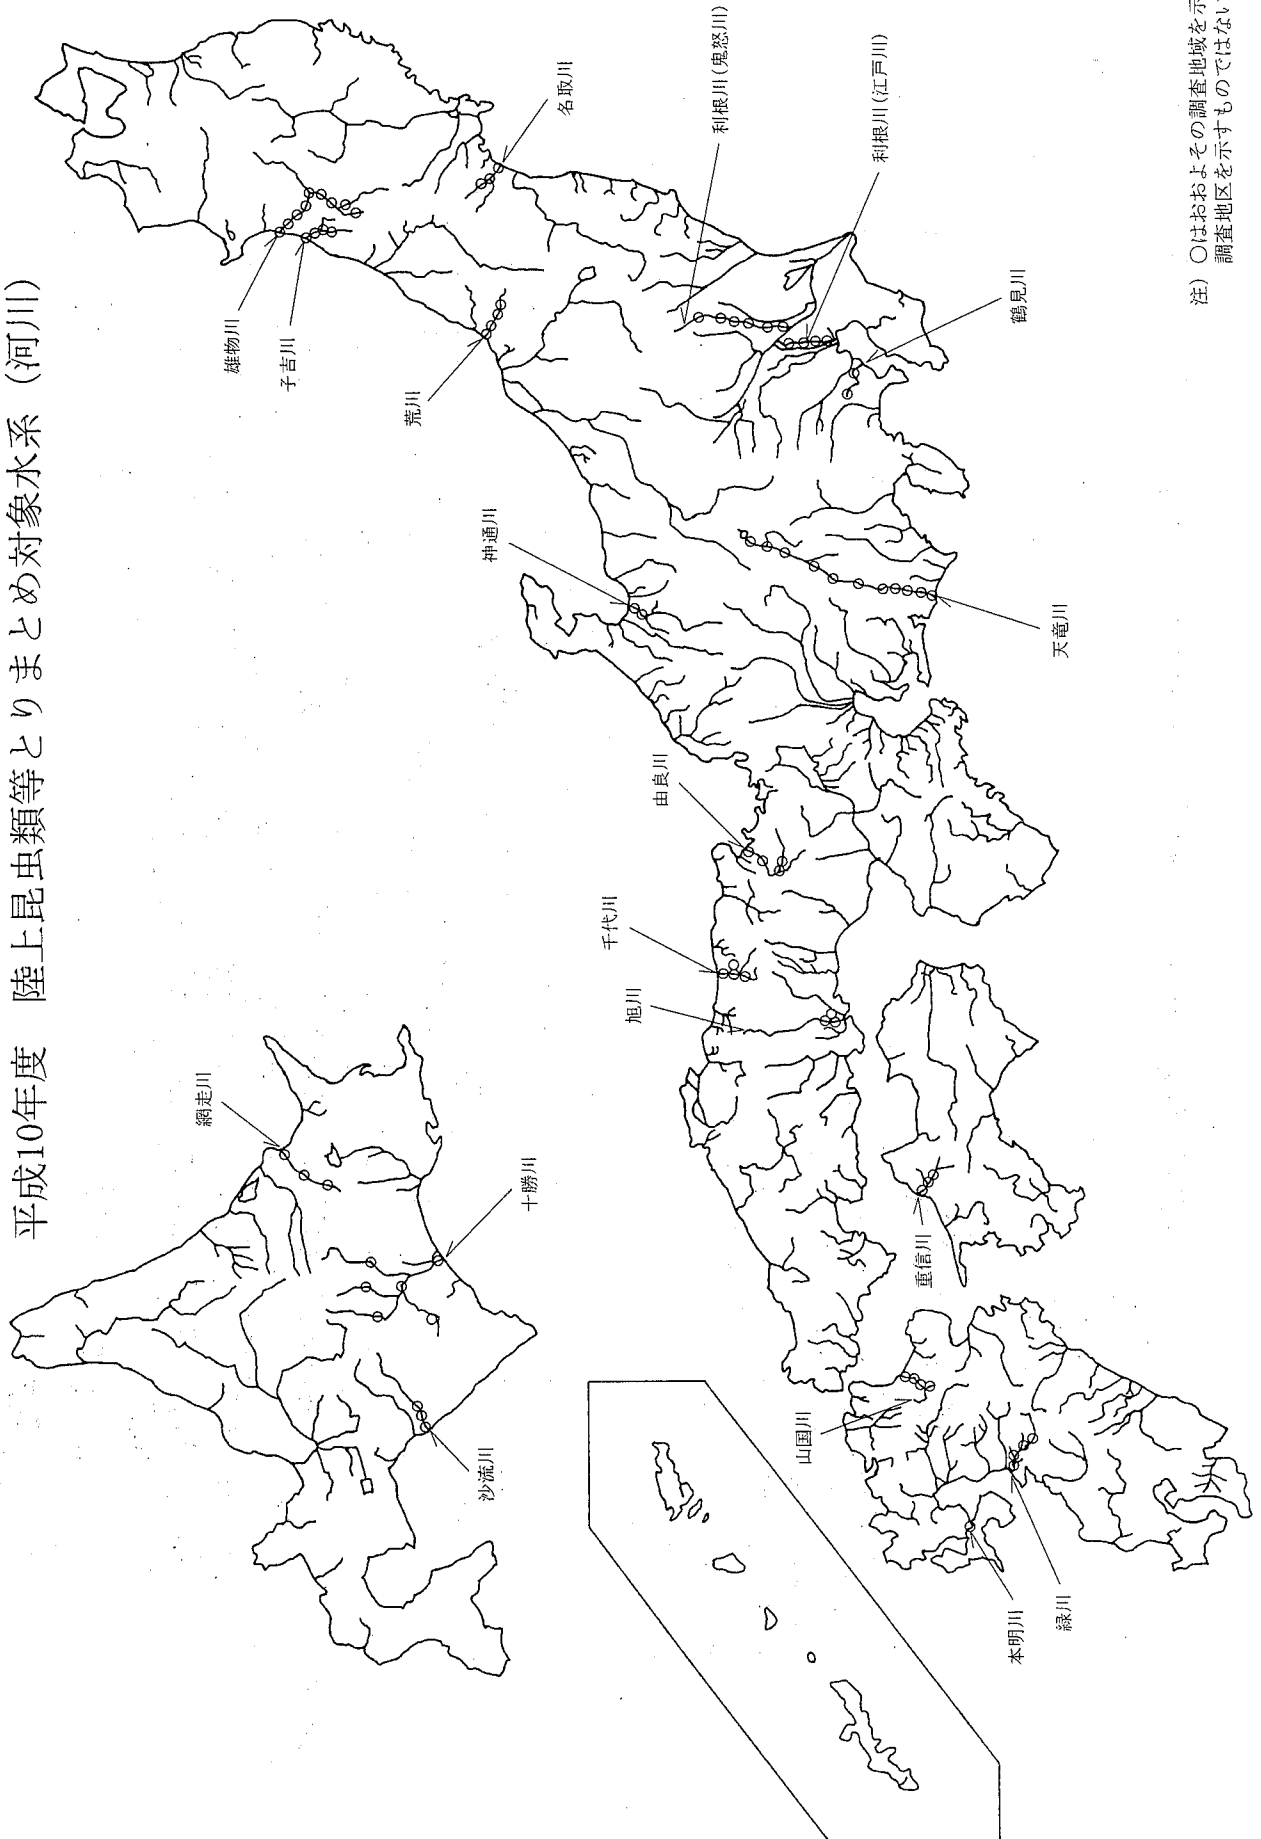 平成10年度 陸上昆虫類等とりまとめ対象水系（河川）
網走川
十勝川
沙流川
雄物川
子吉川
荒川
名取川
利根川（鬼怒川）
利根川（江戸川）
鶴見川
神通川
天竜川
由良川
千代川
旭川
重信川
山国川
本明川
緑川
注）○はおおよその調査地域を示
調査地区を示すものではない